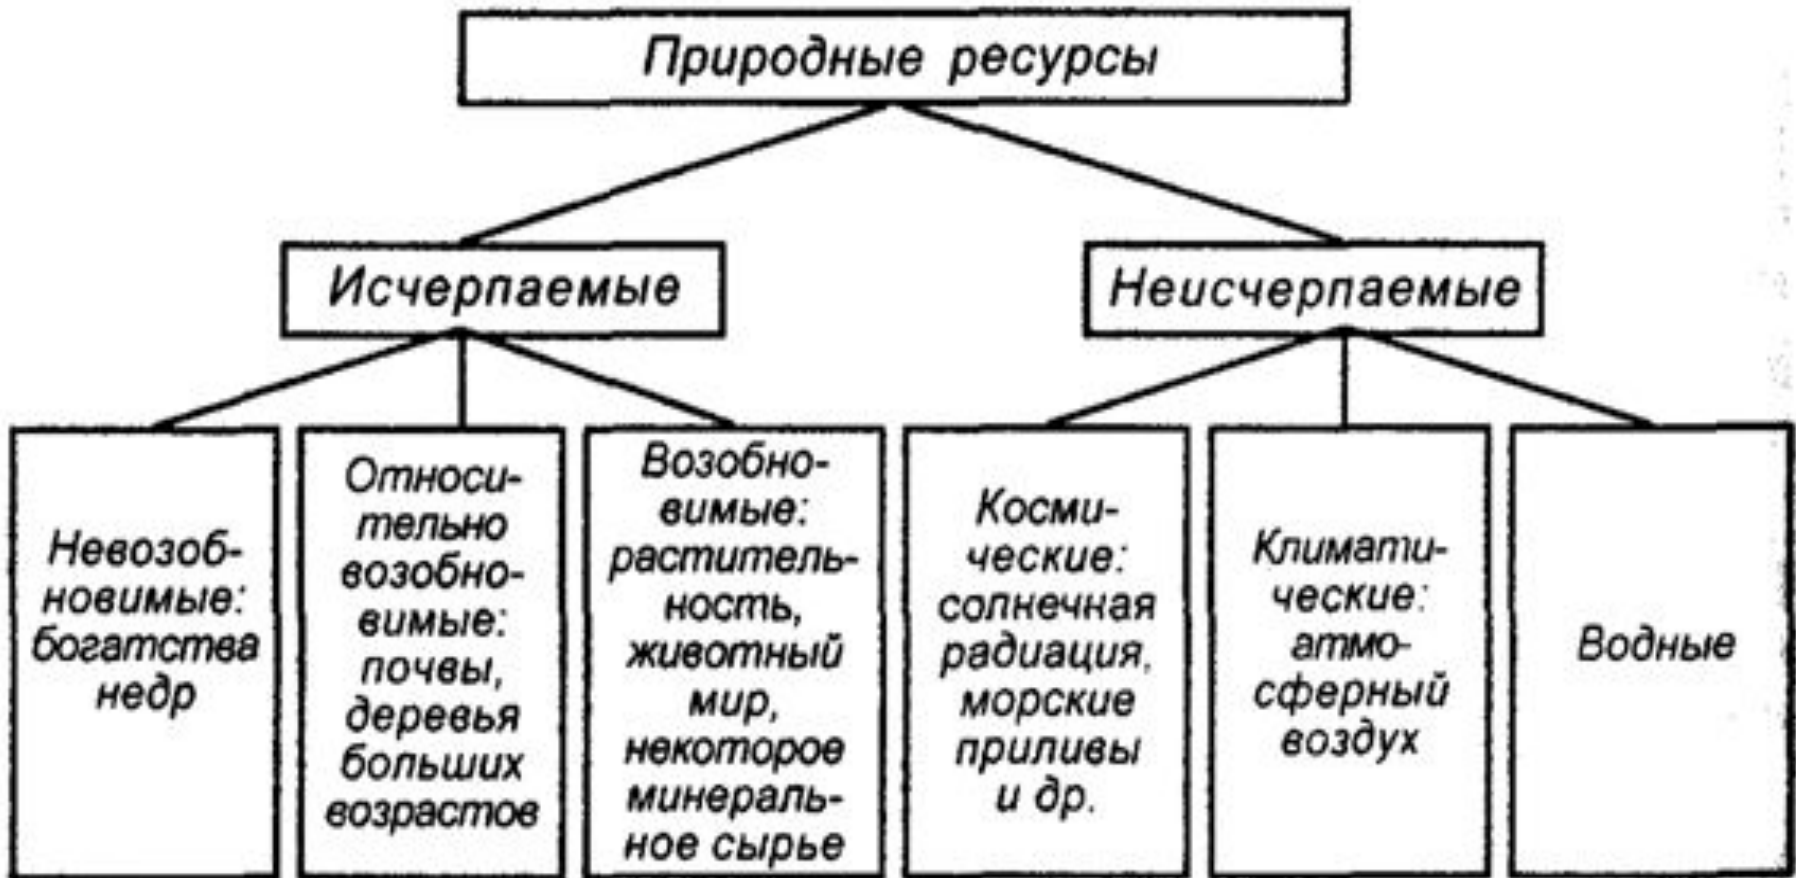 Природные ресурсы
Исчерпаемые
Неисчерпаемые
Невозоб-
новимые:
богатства
недр
Относи-
тельно
возобно-
вимые:
почвы,
деревья
больших
возрастов
Возобно-
вимые:
раститель-
ность,
животный
мир,
некоторое
минераль-
ное сырье
Косми-
ческие:
солнечная
радиация,
морские
приливы
и др.
Климати-
ческие:
атмо-
сферный
воздух
Водные